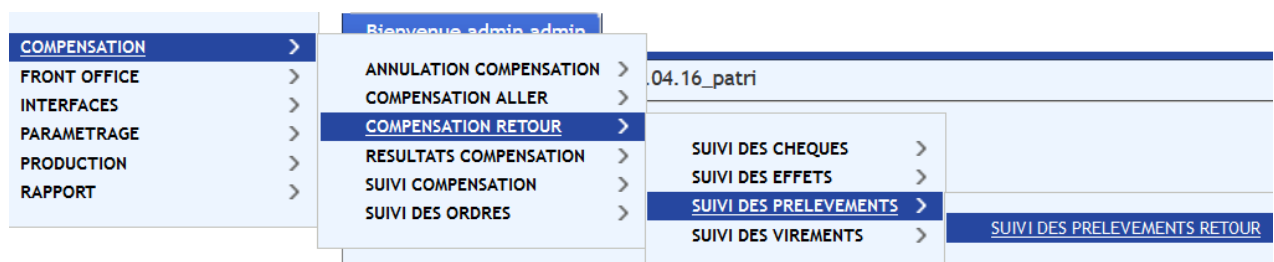 Bienvenue admin admin
.04.16_patri
COMPENSATION
FRONT OFFICE
INTERFACES
PARAMETRAGE
PRODUCTION
RAPPORT
ANNULATION COMPENSATION
COMPENSATION ALLER
COMPENSATION RETOUR
RESULTATS COMPENSATION
SUIVI COMPENSATION
SUIVI DES ORDRES
SUIVI DES CHEQUES
SUIVI DES EFFETS
SUIVI DES PRELEVEMENTS
SUIVI DES VIREMENTS
SUIVI DES PRELEVEMENTS RETOUR